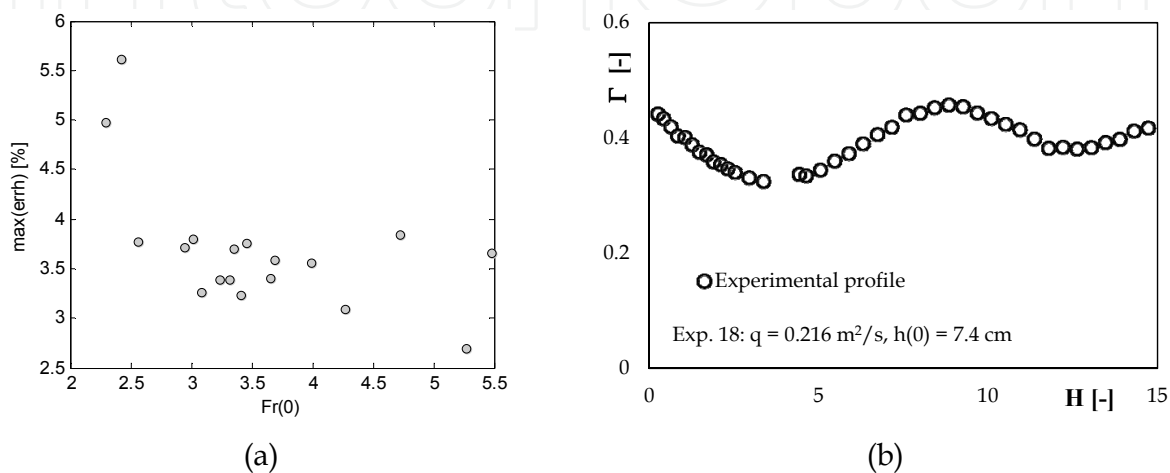 6
5.5
5
4.5
4
3.5
3
2.5
max(errh) [%]
2 2.5 3 3.5 4 4.5 5 5.5
Fr(0)
(a)
0.6
0.4
0.2
0
Γ [-]
Experimental profile
Exp. 18: q = 0.216 m²/s, h(0) = 7.4 cm
0 5 10 15
H [-]
(b)